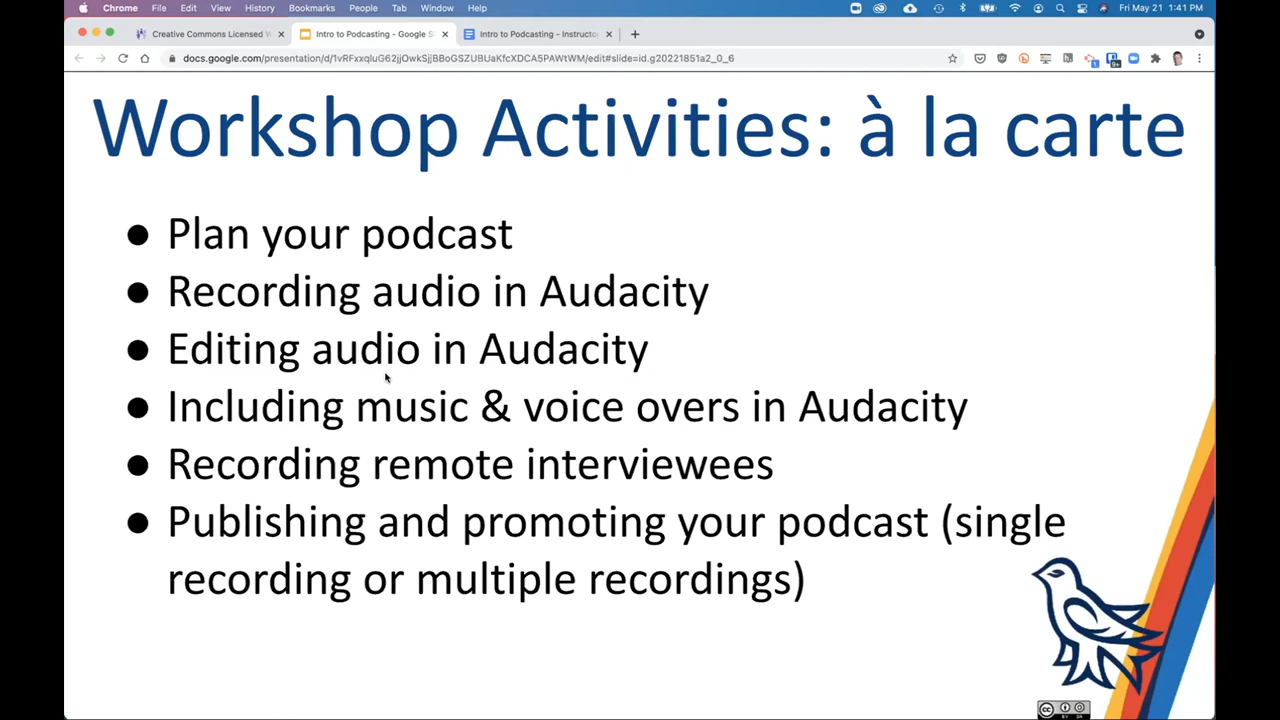 Chrome File Edit View History Bookmarks People Tab Window Help Fri May 21 1:41 PM
Creative Commons Licensed W Intro to Podcasting - Google S Intro to Podcasting - Instructo
docs.google.com/presentation/d/1vRFxxqluG62jjOwkSjjBBoGSZUBUaKfcXDCA5PAWtWM/edit#slide=id.g20221851a2_0_6
Workshop Activities: à la carte
● Plan your podcast
● Recording audio in Audacity
● Editing audio in Audacity
● Including music & voice overs in Audacity
● Recording remote interviewees
● Publishing and promoting your podcast (single
recording or multiple recordings)